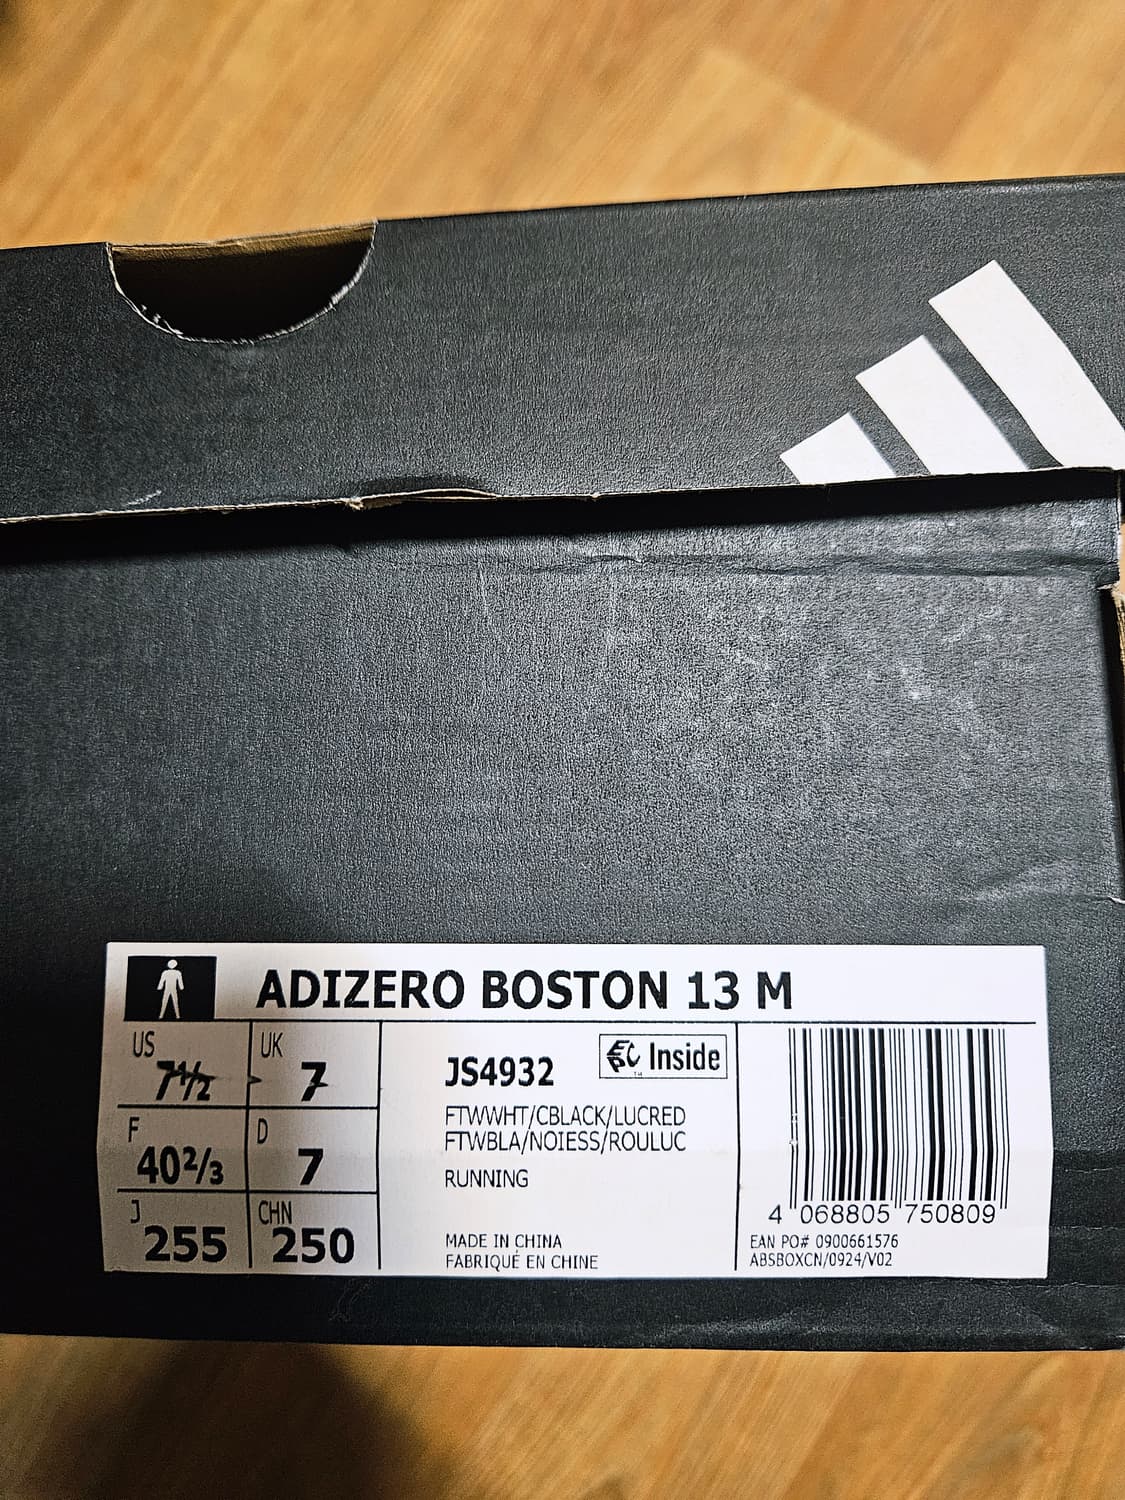 ADIZERO BOSTON 13 M
US
7½
UK
7
F
40⅔
D
7
J
255
CHN
250
JS4932
EPC Inside
TM
FTWWHT/CBLACK/LUCRED
FTWBLA/NOIESS/ROULUC
RUNNING
MADE IN CHINA
FABRIQUÉ EN CHINE
4 068805 750809
EAN PO# 0900661576
ABSBOXCN/0924/V02